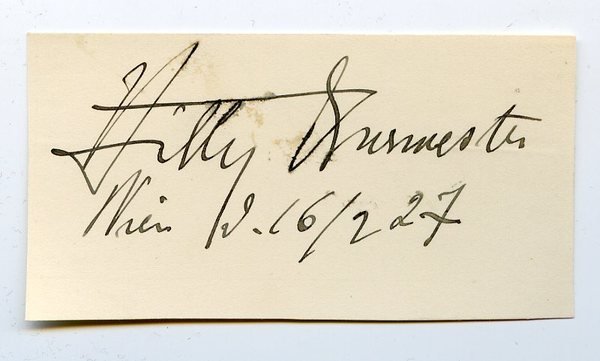 Willy Burmester
Wien d. 16/2 27